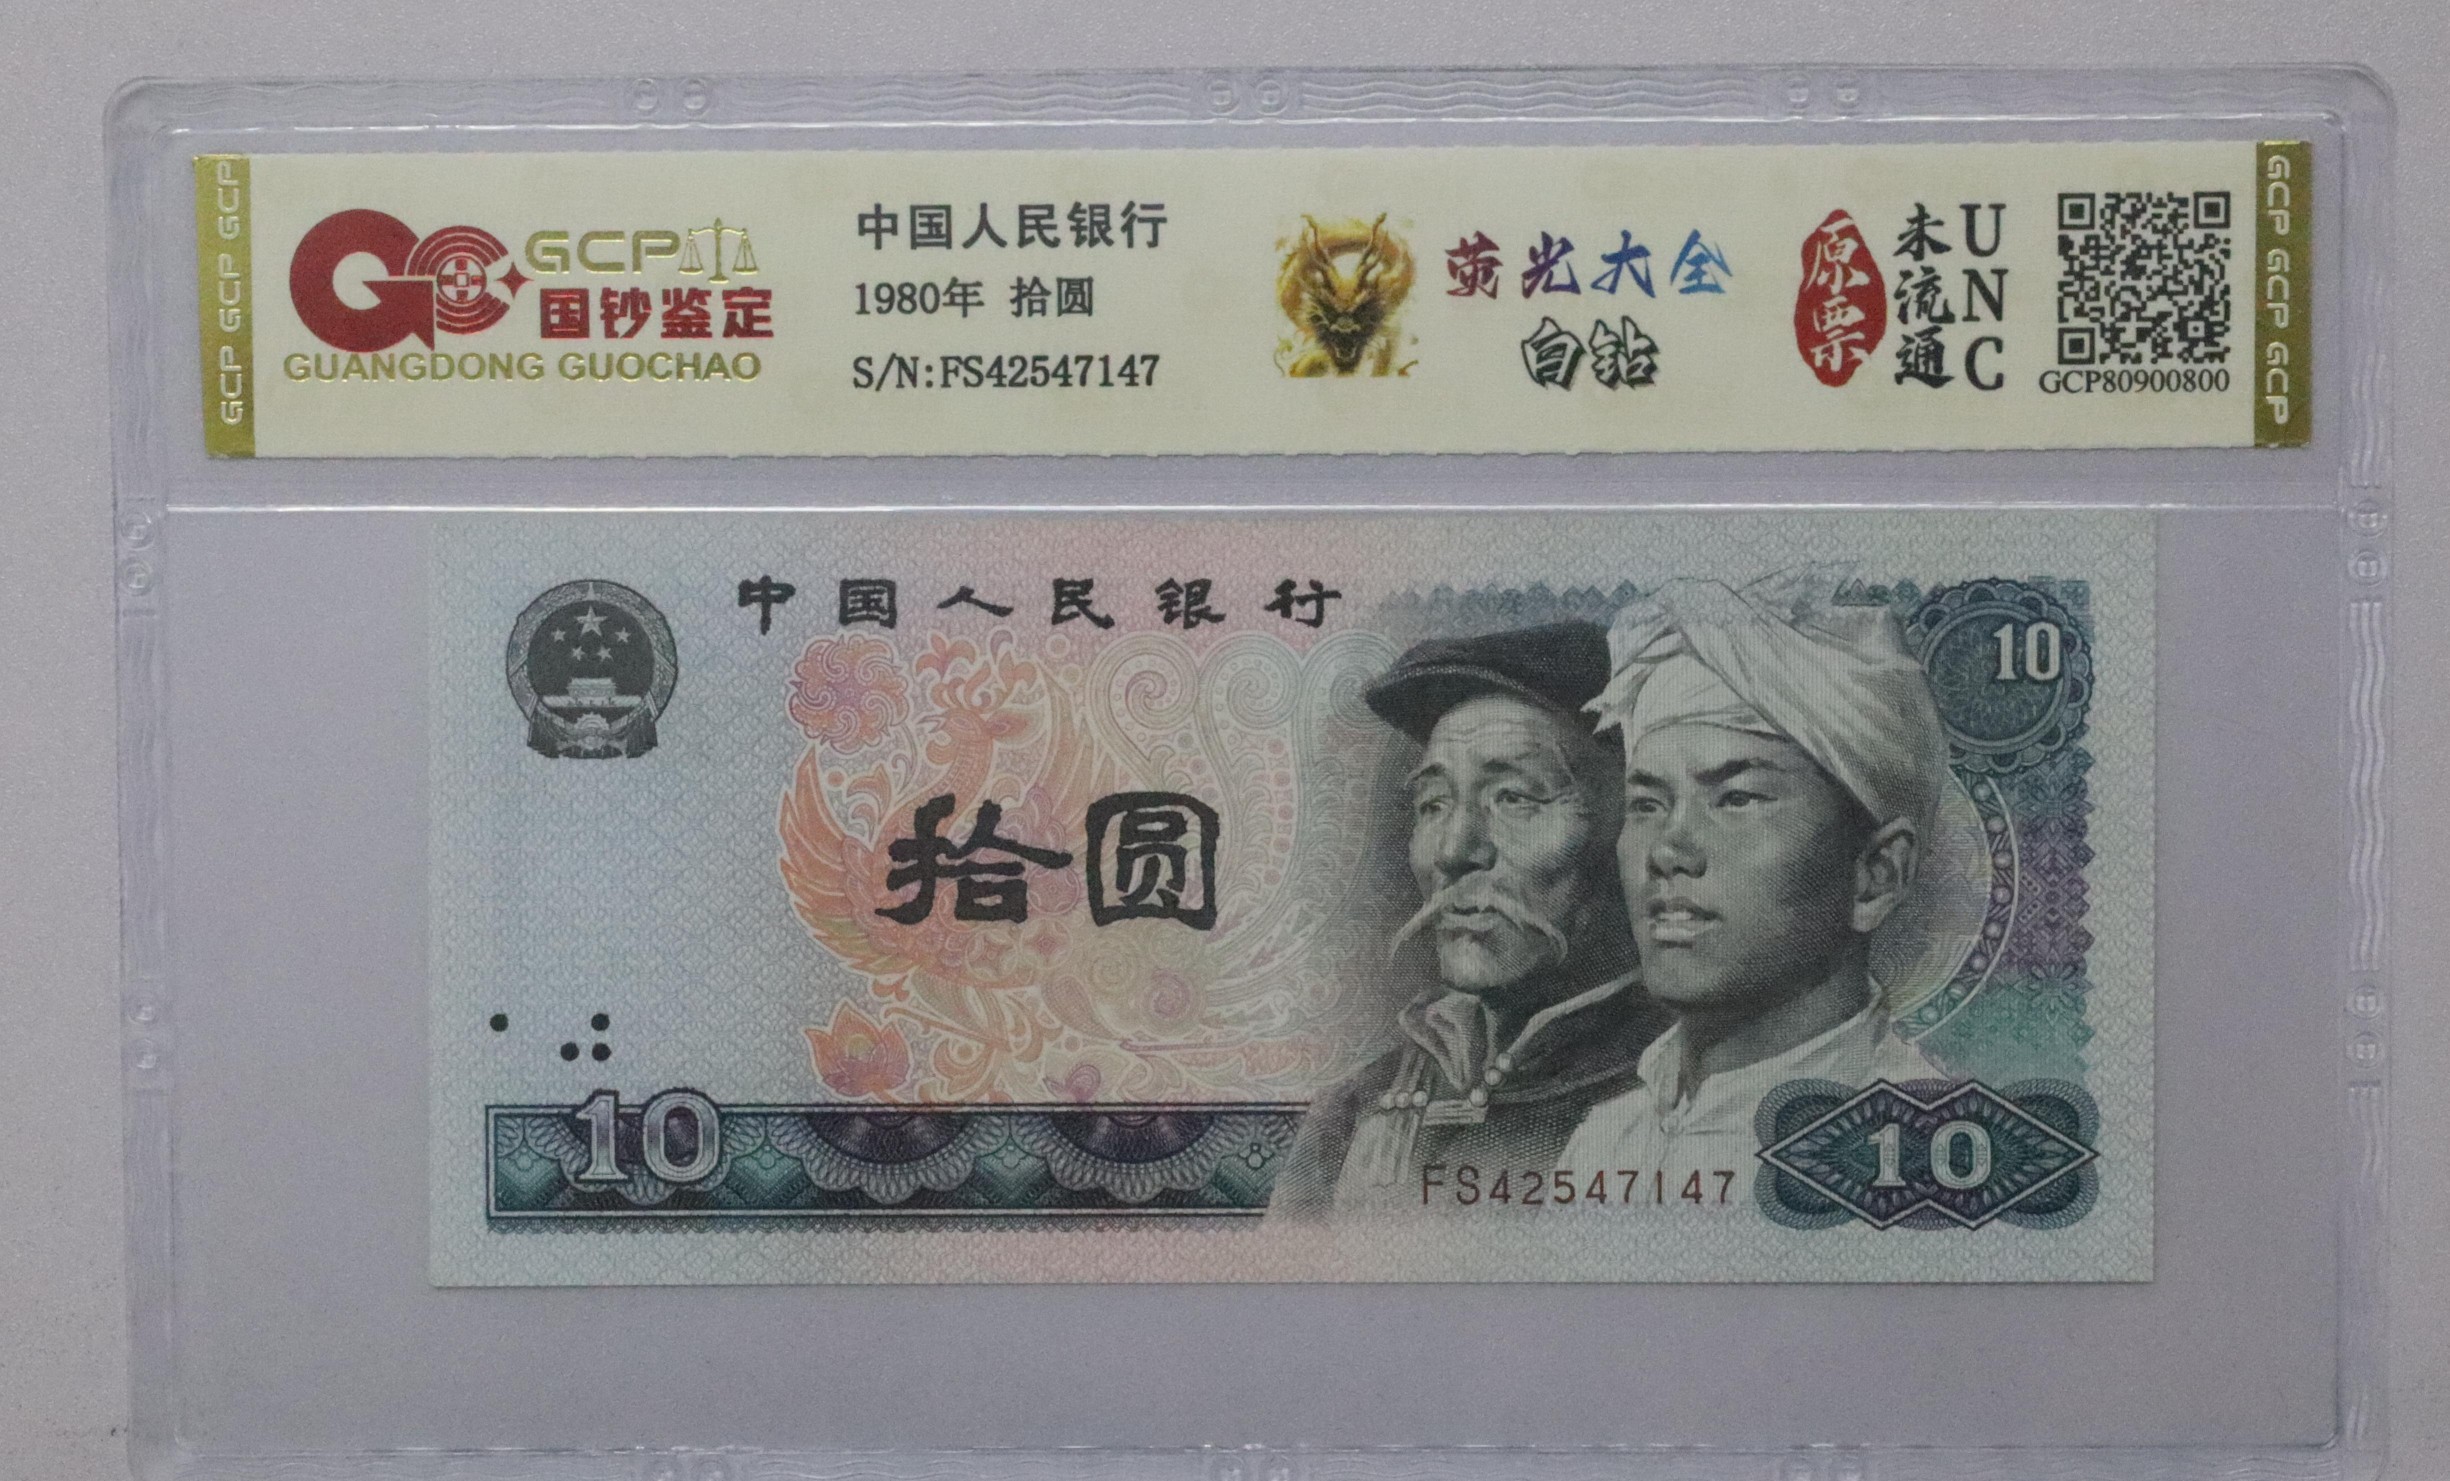 GCP GCP GCP
GCP
国钞鉴定
GUANGDONG GUOCHAO
中国人民银行
1980年 拾圆
S/N:FS42547147
荧光大全
白钻
原票
未流通
UNC
GCP80900800
GCP GCP GCP
中国人民银行
10
拾圆
10
FS42547147
10